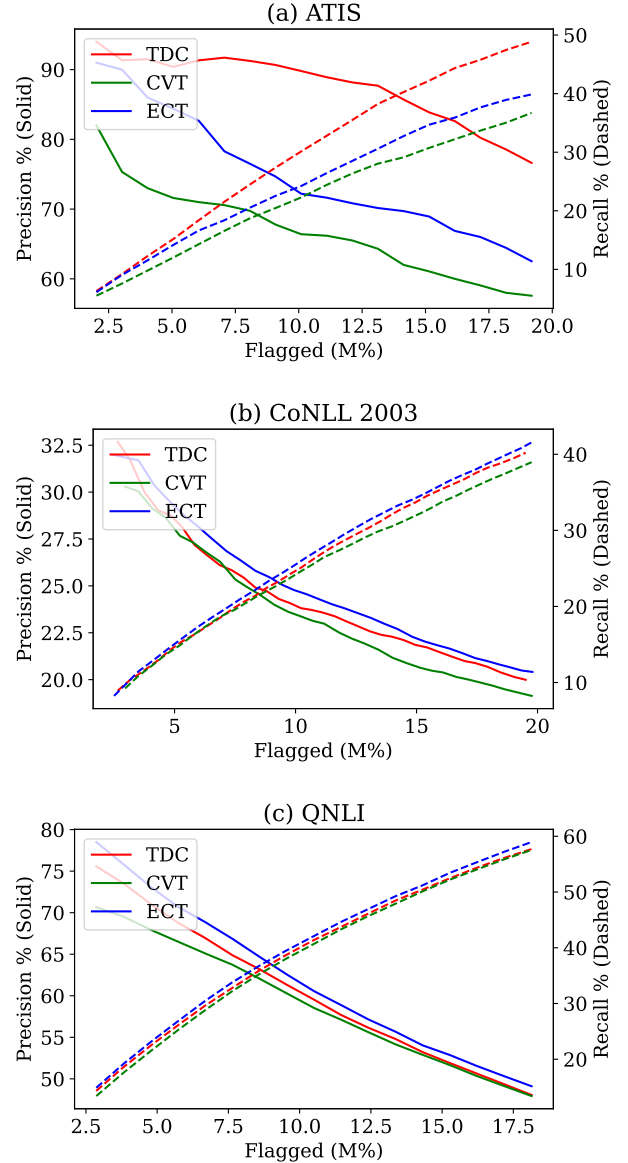 (a) ATIS
Precision % (Solid)
90
80
70
60
TDC
CVT
ECT
50
40
30
20
10
Recall % (Dashed)
2.5 5.0 7.5 10.0 12.5 15.0 17.5 20.0
Flagged (M%)
(b) CoNLL 2003
Precision % (Solid)
32.5
30.0
27.5
25.0
22.5
20.0
TDC
CVT
ECT
40
30
20
10
Recall % (Dashed)
5 10 15 20
Flagged (M%)
(c) QNLI
Precision % (Solid)
80
75
70
65
60
55
50
TDC
CVT
ECT
60
50
40
30
20
Recall % (Dashed)
2.5 5.0 7.5 10.0 12.5 15.0 17.5
Flagged (M%)